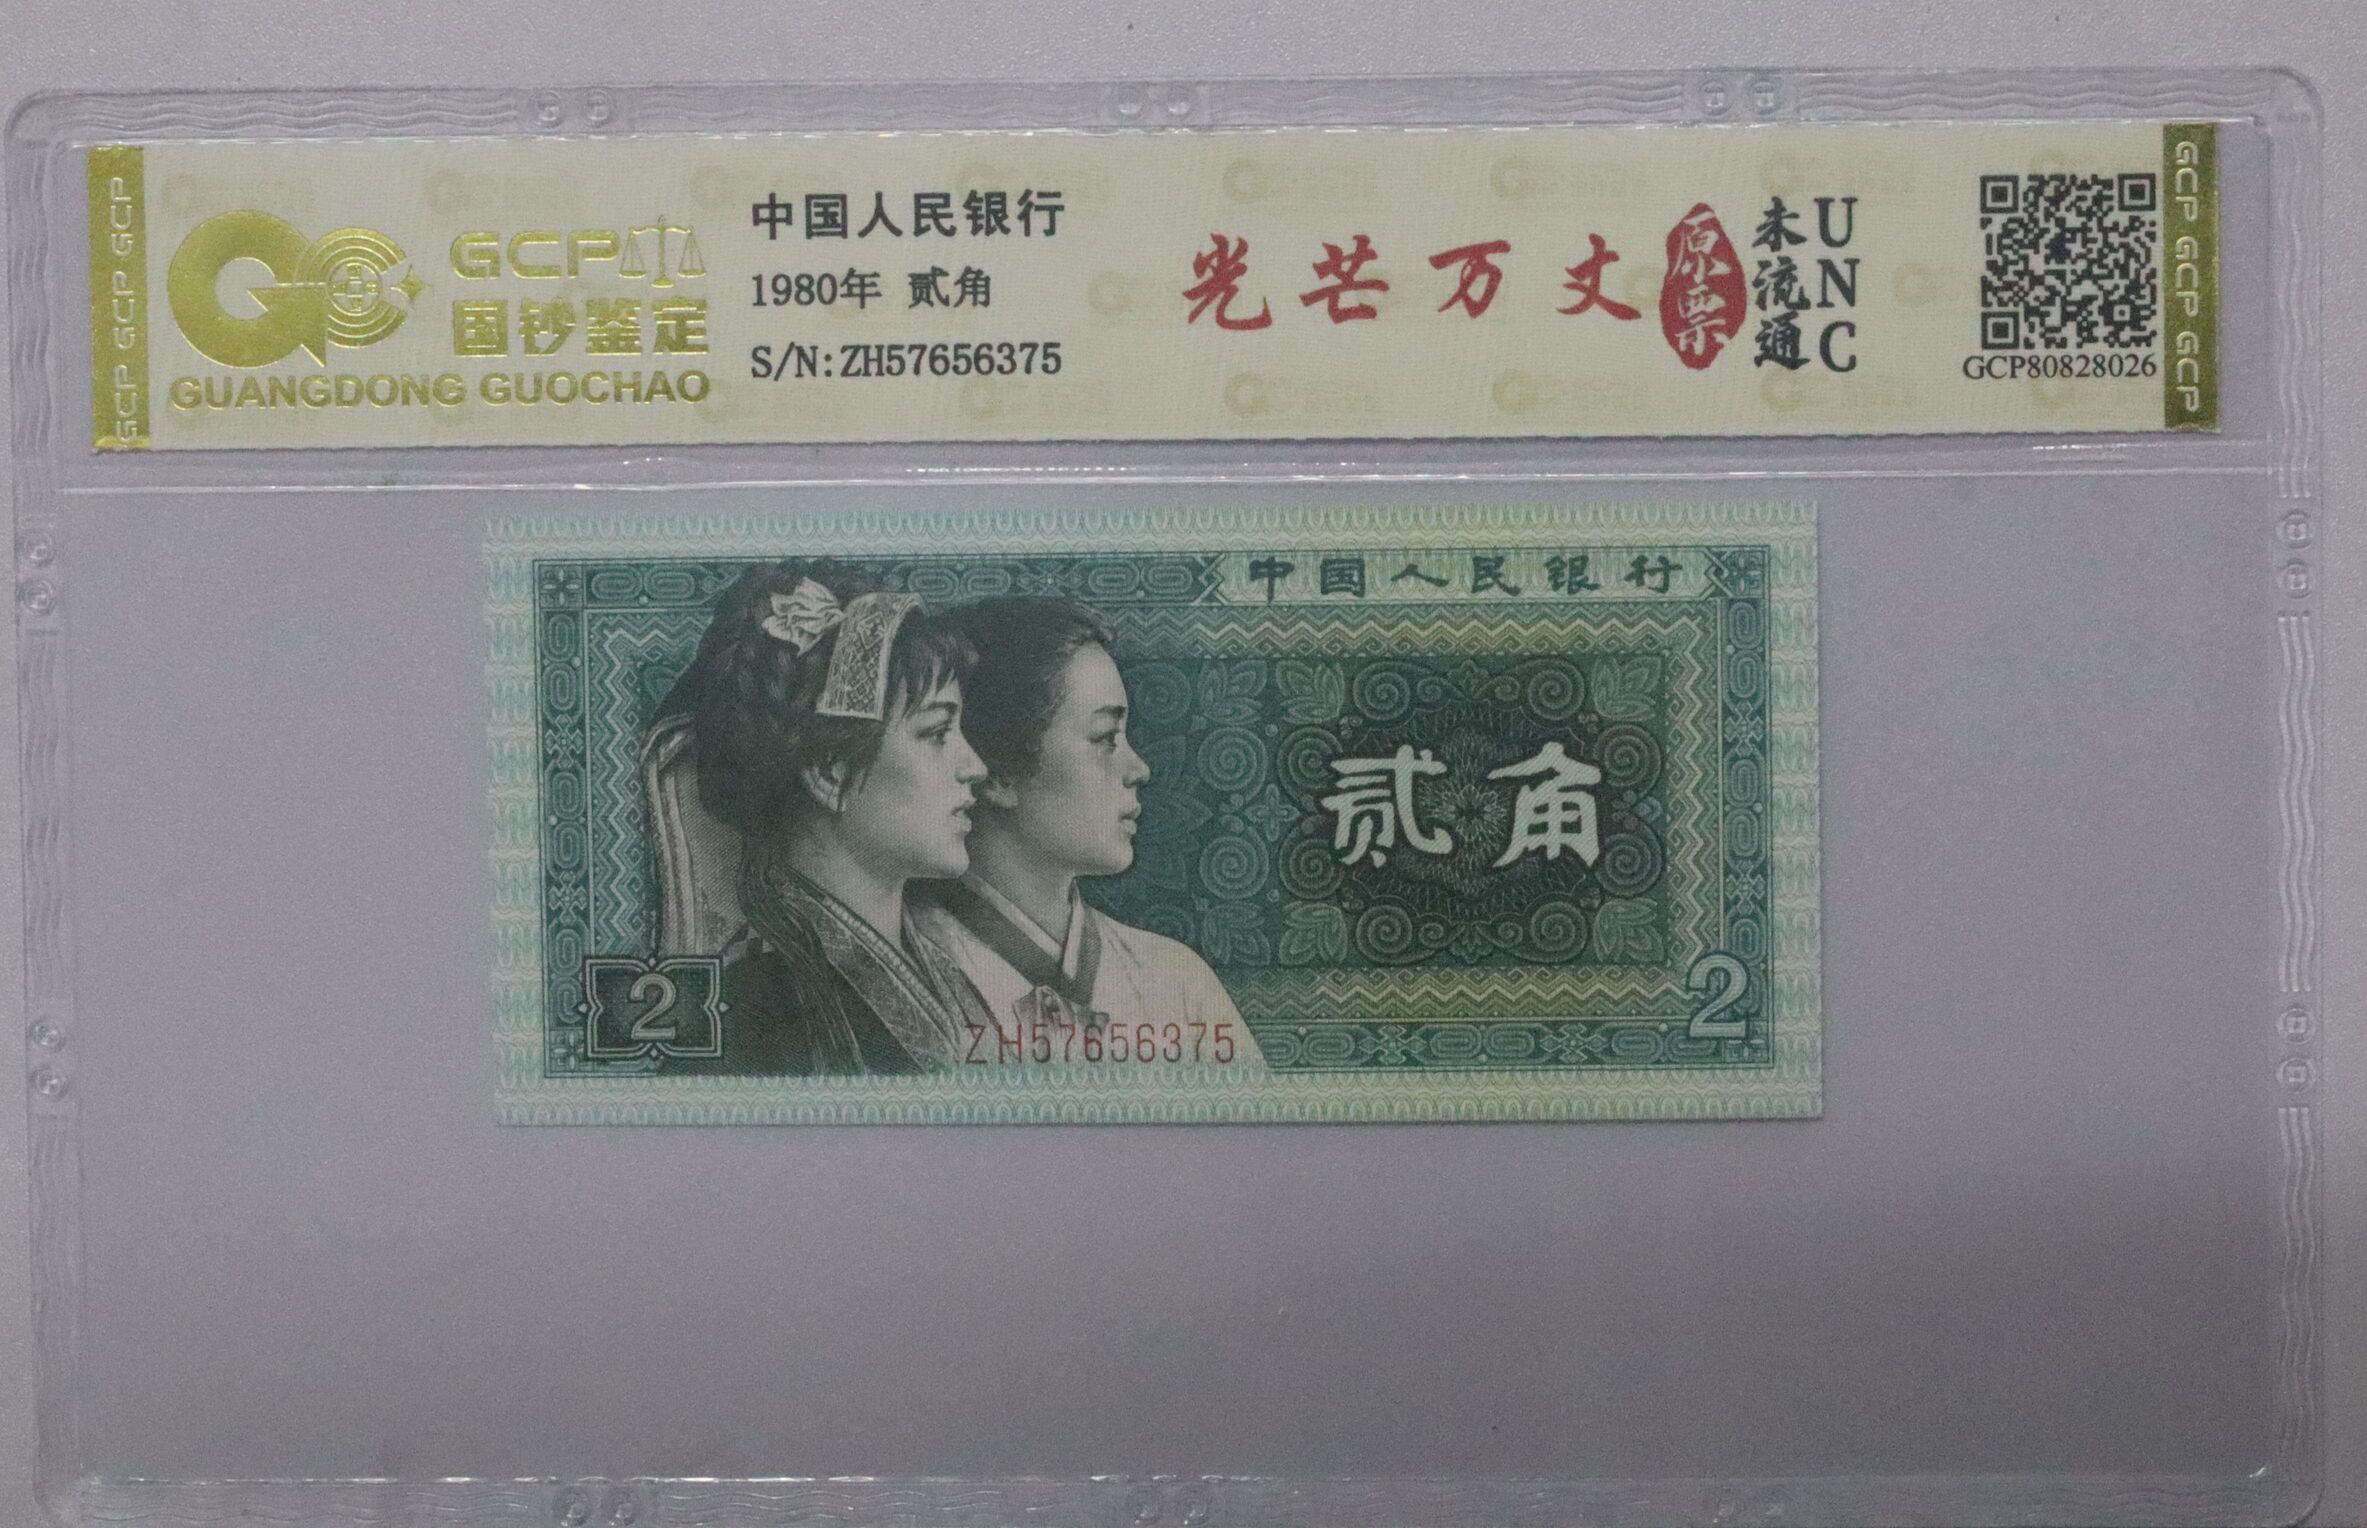 GCP GCP GCP
GCP
国钞鉴定
GUANGDONG GUOCHAO
中国人民银行
1980年 贰角
S/N:ZH57656375
光芒万丈
原票
未流通
UNC
GCP80828026
GCP GCP GCP GCP
中国人民银行
贰角
2
ZH57656375
2